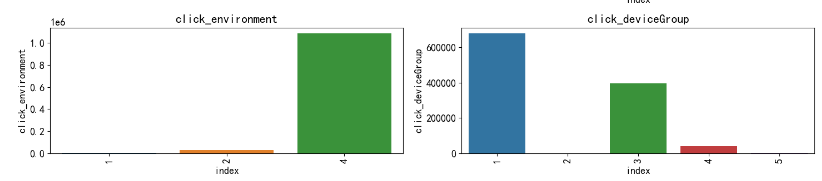 index
click_environment
1e6
1.0
0.8
0.6
0.4
0.2
0.0
click_environment
1
2
4
index
click_deviceGroup
600000
400000
200000
0
click_deviceGroup
1
2
3
4
5
index